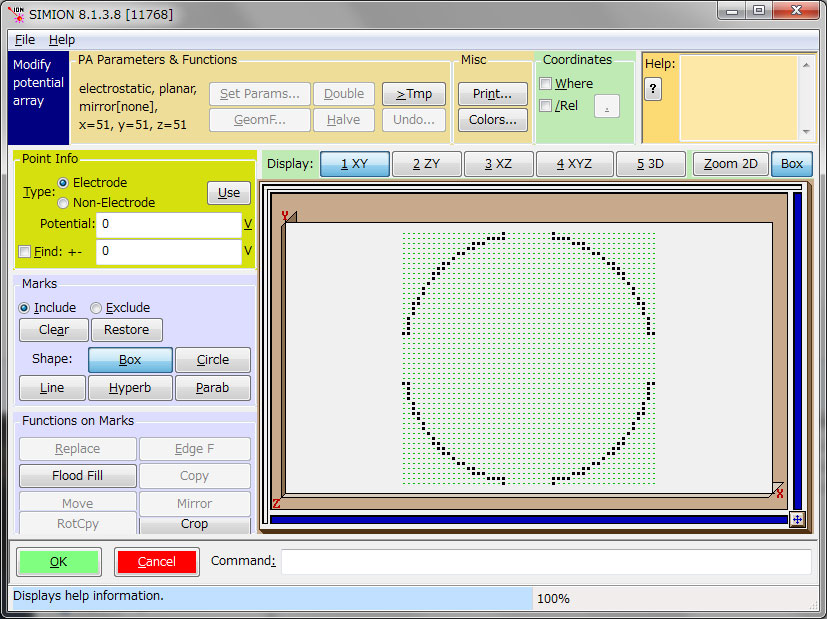 SIMION 8.1.3.8 [11768]
File Help
Modify potential array
PA Parameters & Functions
electrostatic, planar,
mirror[none],
x=51, y=51, z=51
Set Params... Double >Tmp
GeomF... Halve Undo...
Misc
Print...
Colors...
Coordinates
Where
/Rel .
Help:
?
Point Info
Type: Electrode
Non-Electrode
Use
Potential: 0 V
Find: +- 0 V
Display: 1 XY 2 ZY 3 XZ 4 XYZ 5 3D Zoom 2D Box
Marks
Include Exclude
Clear Restore
Shape: Box Circle
Line Hyperb Parab
Functions on Marks
Replace Edge F
Flood Fill Copy
Move Mirror
RotCpy Crop
Y
Z
X
OK Cancel Command:
Displays help information. 100%